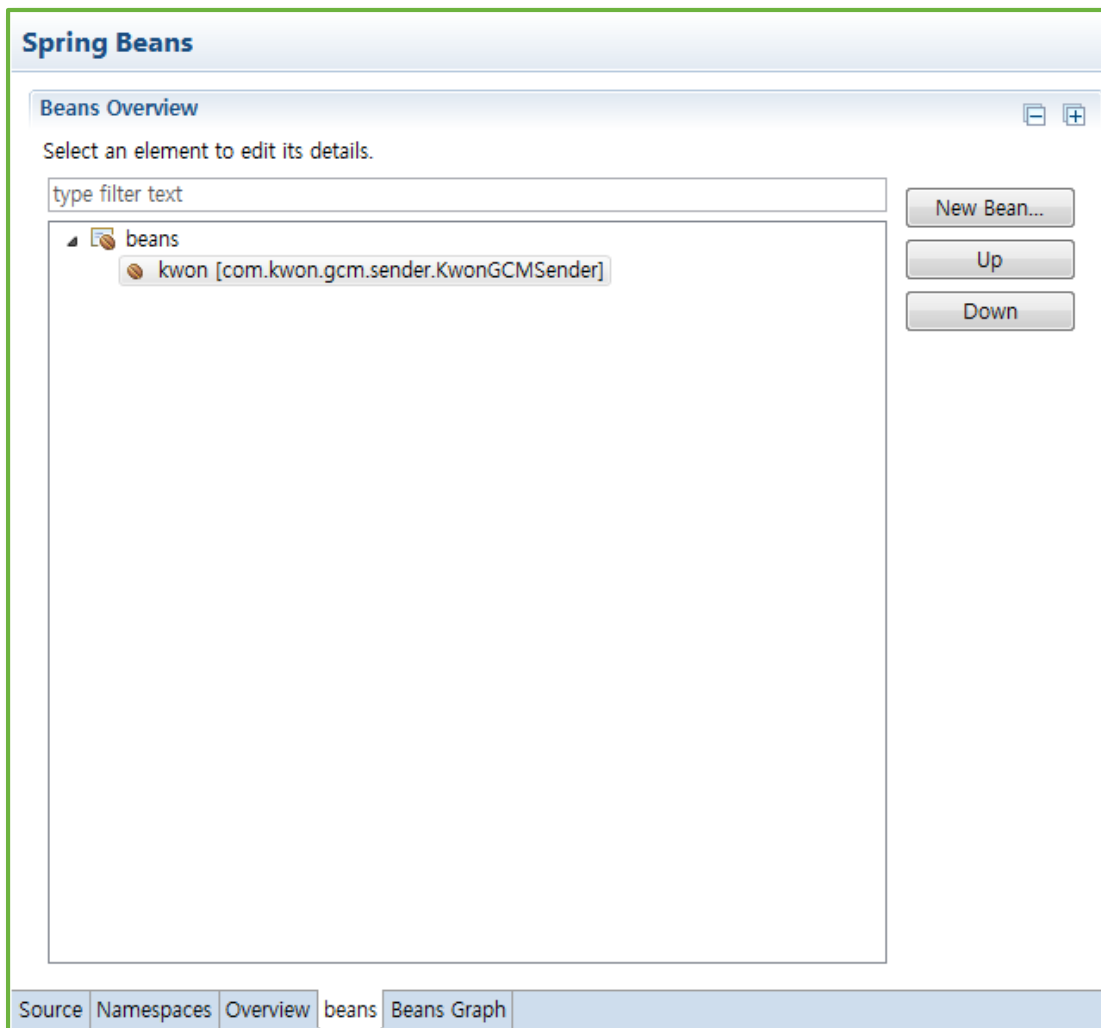 Spring Beans
Beans Overview
Select an element to edit its details.
type filter text
New Bean...
beans
Up
kwon [com.kwon.gcm.sender.KwonGCMSender]
Down
Source Namespaces Overview beans Beans Graph